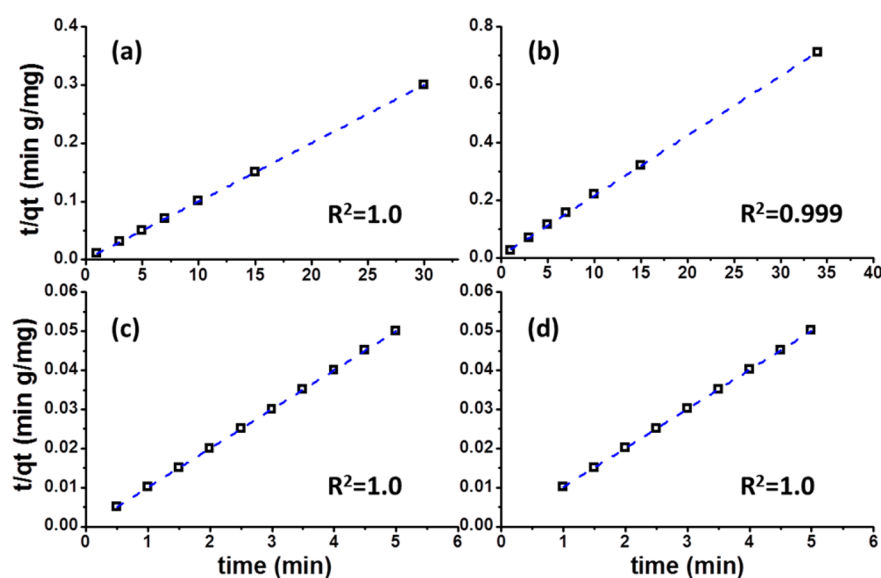 (a)
t/qt (min g/mg)
0.4
0.3
0.2
0.1
0.0
R²=1.0
0 5 10 15 20 25 30
(b)
0.8
0.6
0.4
0.2
0.0
R²=0.999
0 5 10 15 20 25 30 35 40
(c)
t/qt (min g/mg)
0.06
0.05
0.04
0.03
0.02
0.01
0.00
R²=1.0
0 1 2 3 4 5 6
time (min)
(d)
0.06
0.05
0.04
0.03
0.02
0.01
0.00
R²=1.0
0 1 2 3 4 5 6
time (min)